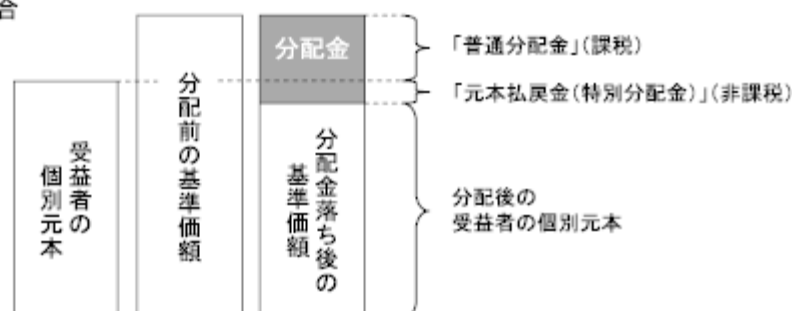 合
受益者の
個別元本
分配前の基準価額
分配金
分配金落ち後の
基準価額
「普通分配金」(課税)
「元本払戻金(特別分配金)」(非課税)
分配後の
受益者の個別元本